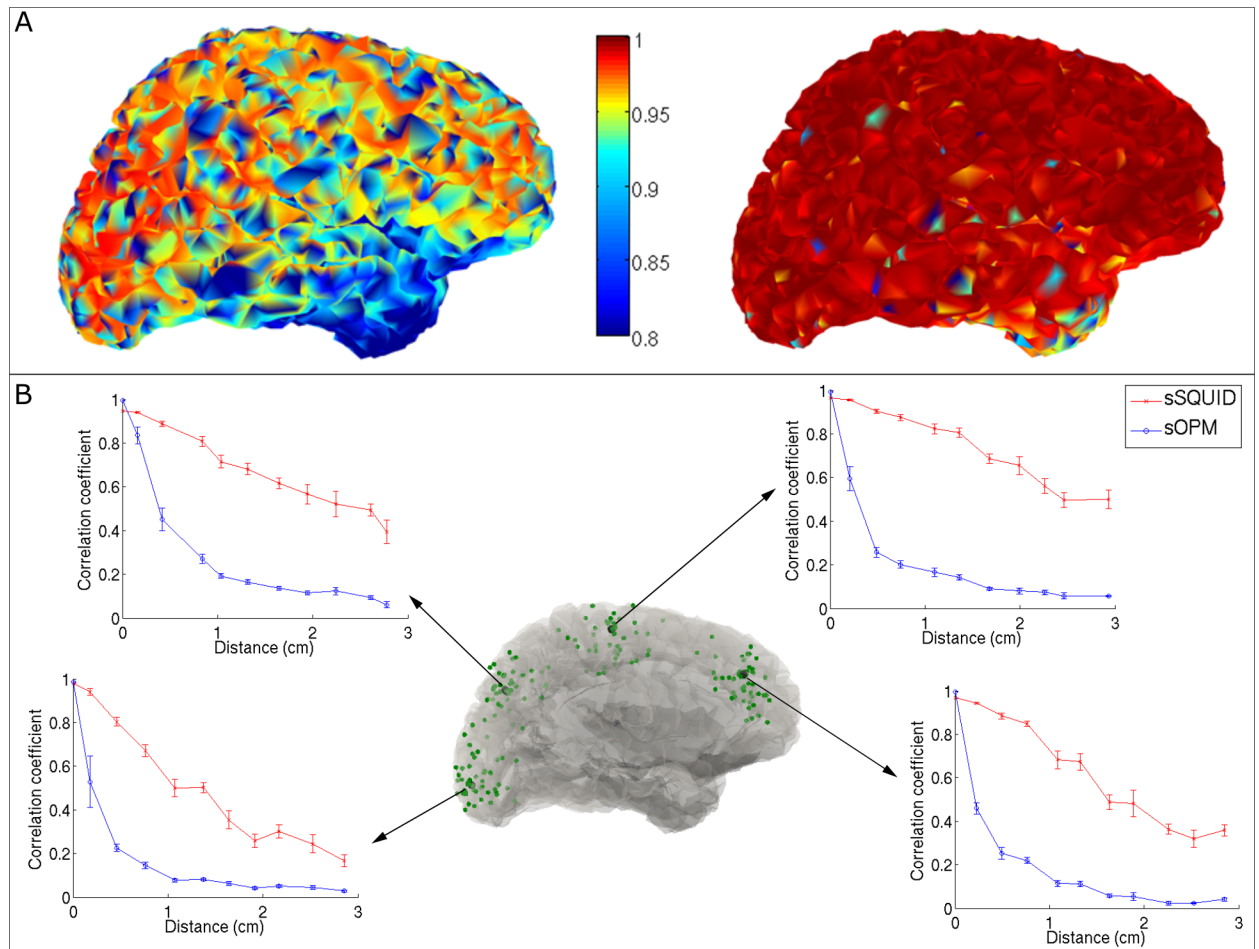 A
1
0.95
0.9
0.85
0.8
B
Correlation coefficient
1
0.8
0.6
0.4
0.2
0
0 1 2 3
Distance (cm)
Correlation coefficient
1
0.8
0.6
0.4
0.2
0
0 1 2 3
Distance (cm)
sSQUID
sOPM
Correlation coefficient
1
0.8
0.6
0.4
0.2
0
0 1 2 3
Distance (cm)
Correlation coefficient
1
0.8
0.6
0.4
0.2
0
0 1 2 3
Distance (cm)